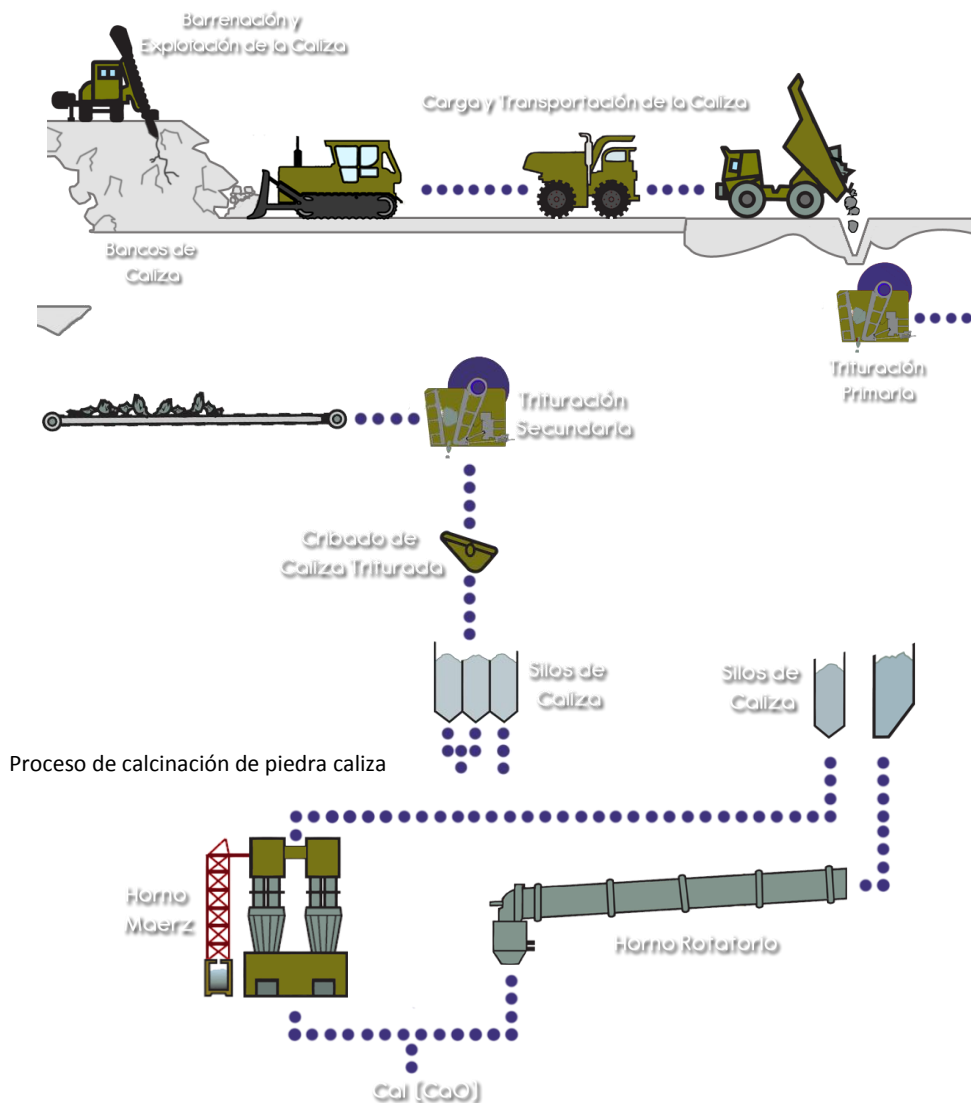 Barrenación y
Explotación de la Caliza
Carga y Transportación de la Caliza
Bancos de
Caliza
Trituración
Primaria
Trituración
Secundaria
Cribado de
Caliza Triturada
Silos de
Caliza
Silos de
Caliza
Proceso de calcinación de piedra caliza
Horno
Maerz
Horno Rotatorio
Cal (CaO)